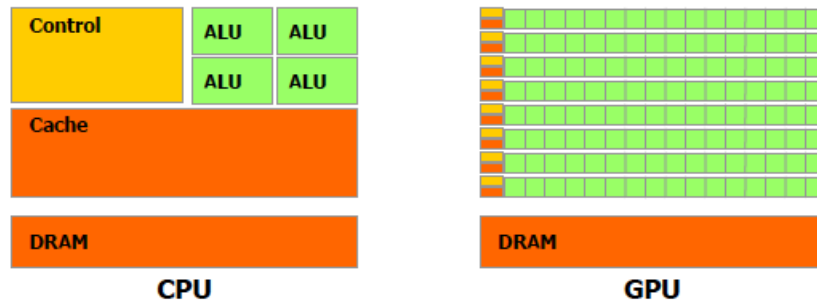 Control
ALU ALU
ALU ALU
Cache
DRAM
CPU
DRAM
GPU